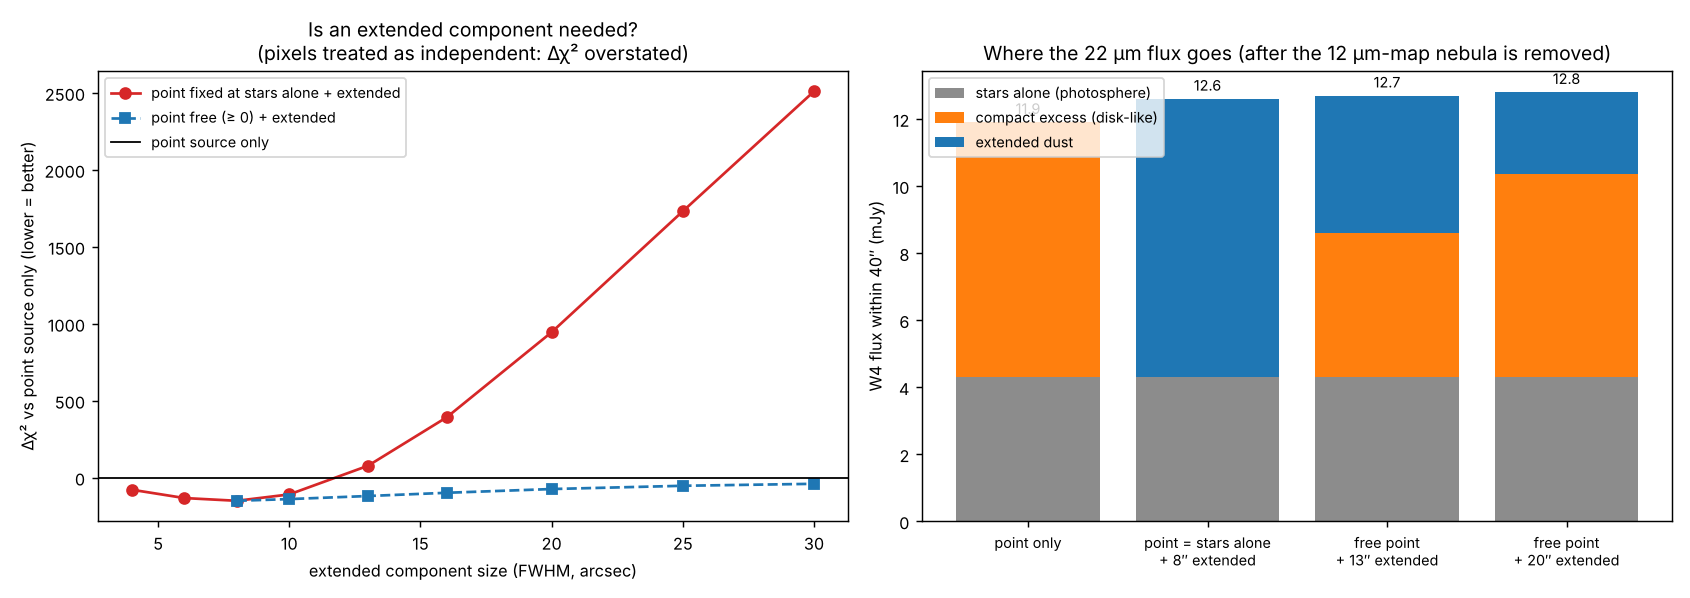 Is an extended component needed?
(pixels treated as independent: Δχ² overstated)
point fixed at stars alone + extended
point free (≥ 0) + extended
point source only
Δχ² vs point source only (lower = better)
2500
2000
1500
1000
500
0
5
10
15
20
25
30
extended component size (FWHM, arcsec)
Where the 22 µm flux goes (after the 12 µm-map nebula is removed)
stars alone (photosphere)
compact excess (disk-like)
extended dust
11.9
12.6
12.7
12.8
W4 flux within 40″ (mJy)
12
10
8
6
4
2
0
point only
point = stars alone
+ 8″ extended
free point
+ 13″ extended
free point
+ 20″ extended